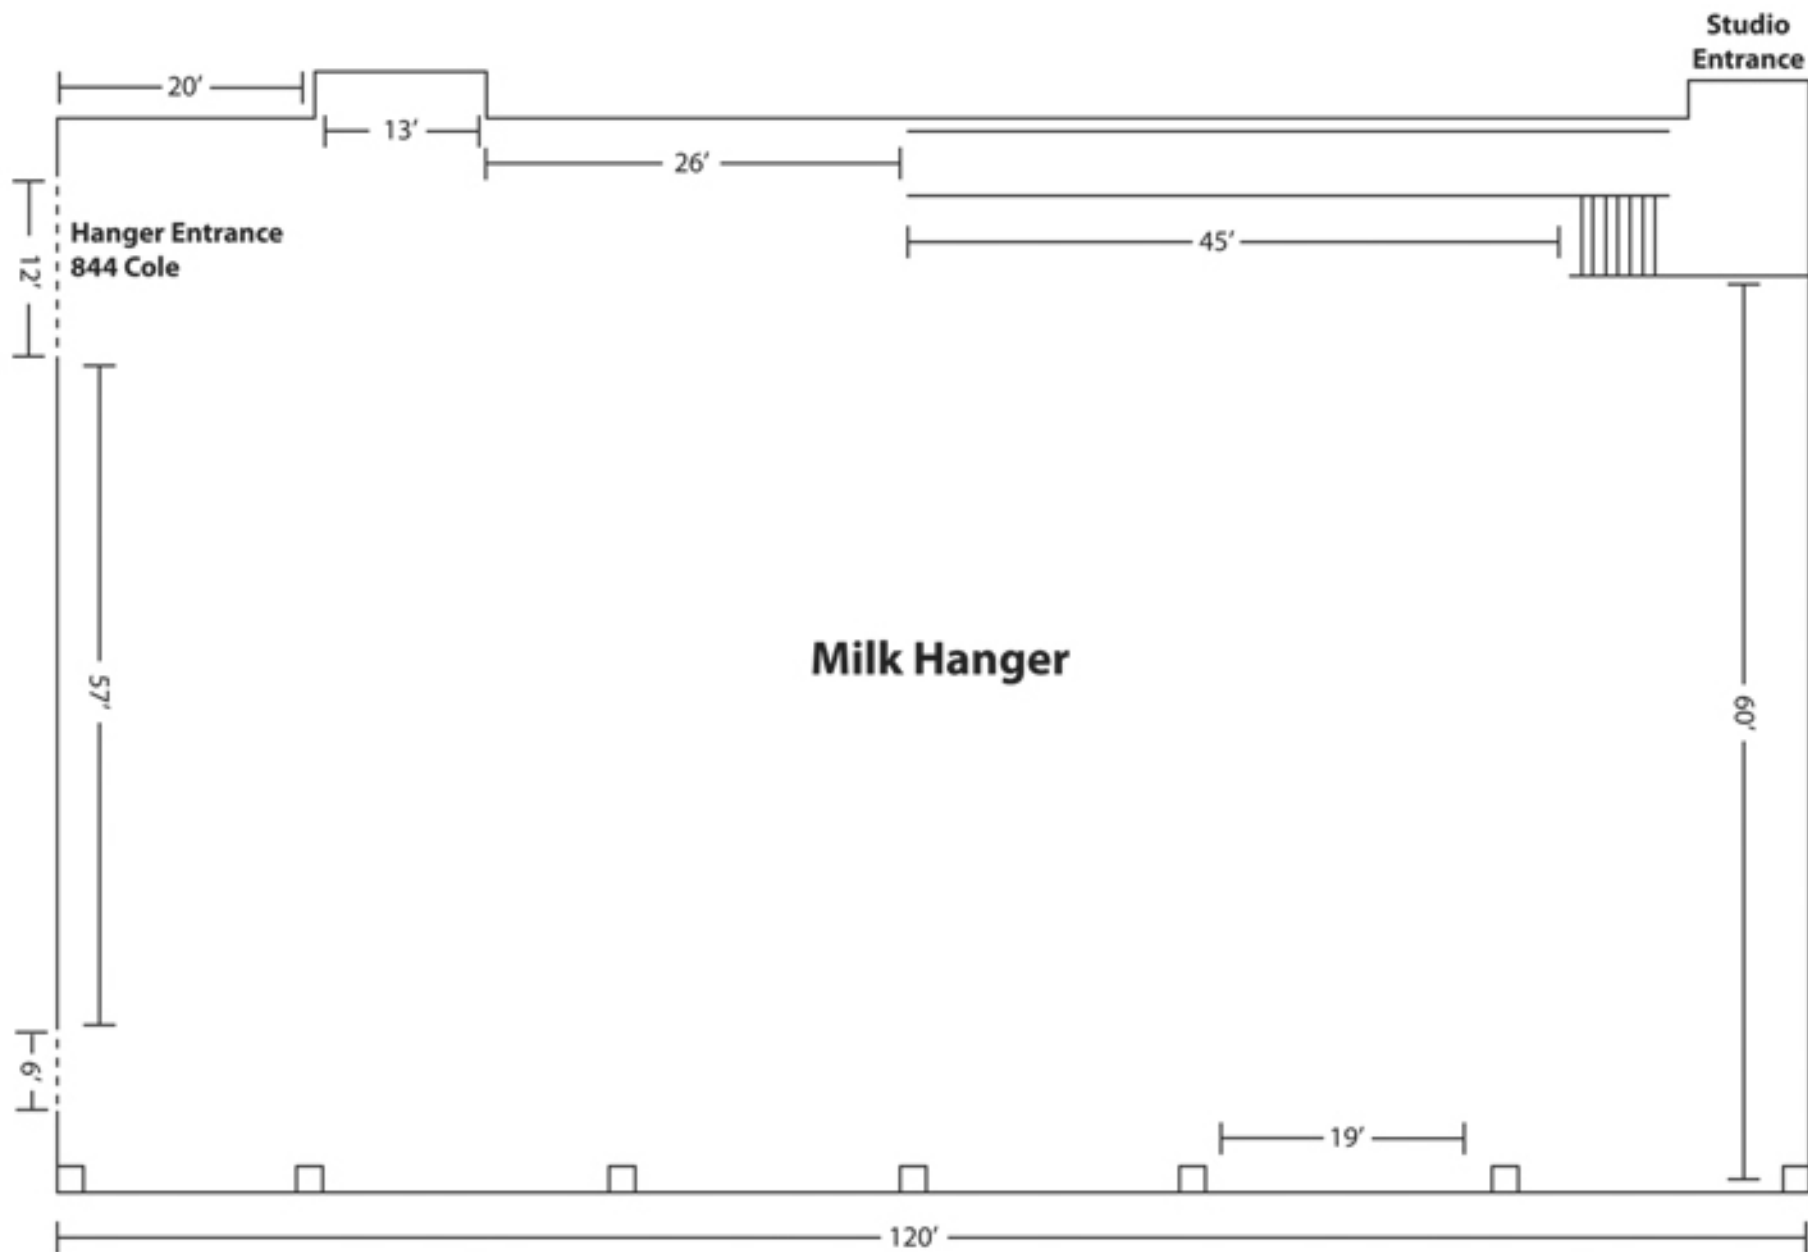 Studio
Entrance
20′
13′
26′
Hanger Entrance
844 Cole
12′
45′
Milk Hanger
57′
60′
6′
19′
120′